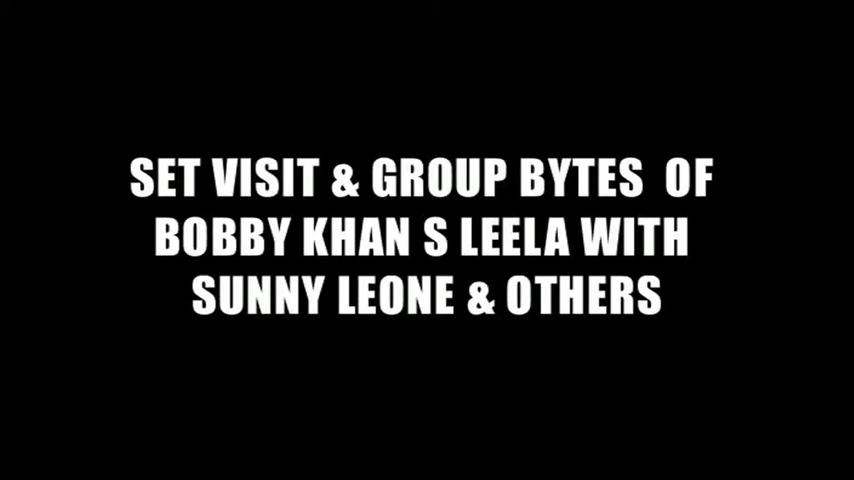 SET VISIT & GROUP BYTES OF
BOBBY KHAN S LEELA WITH
SUNNY LEONE & OTHERS